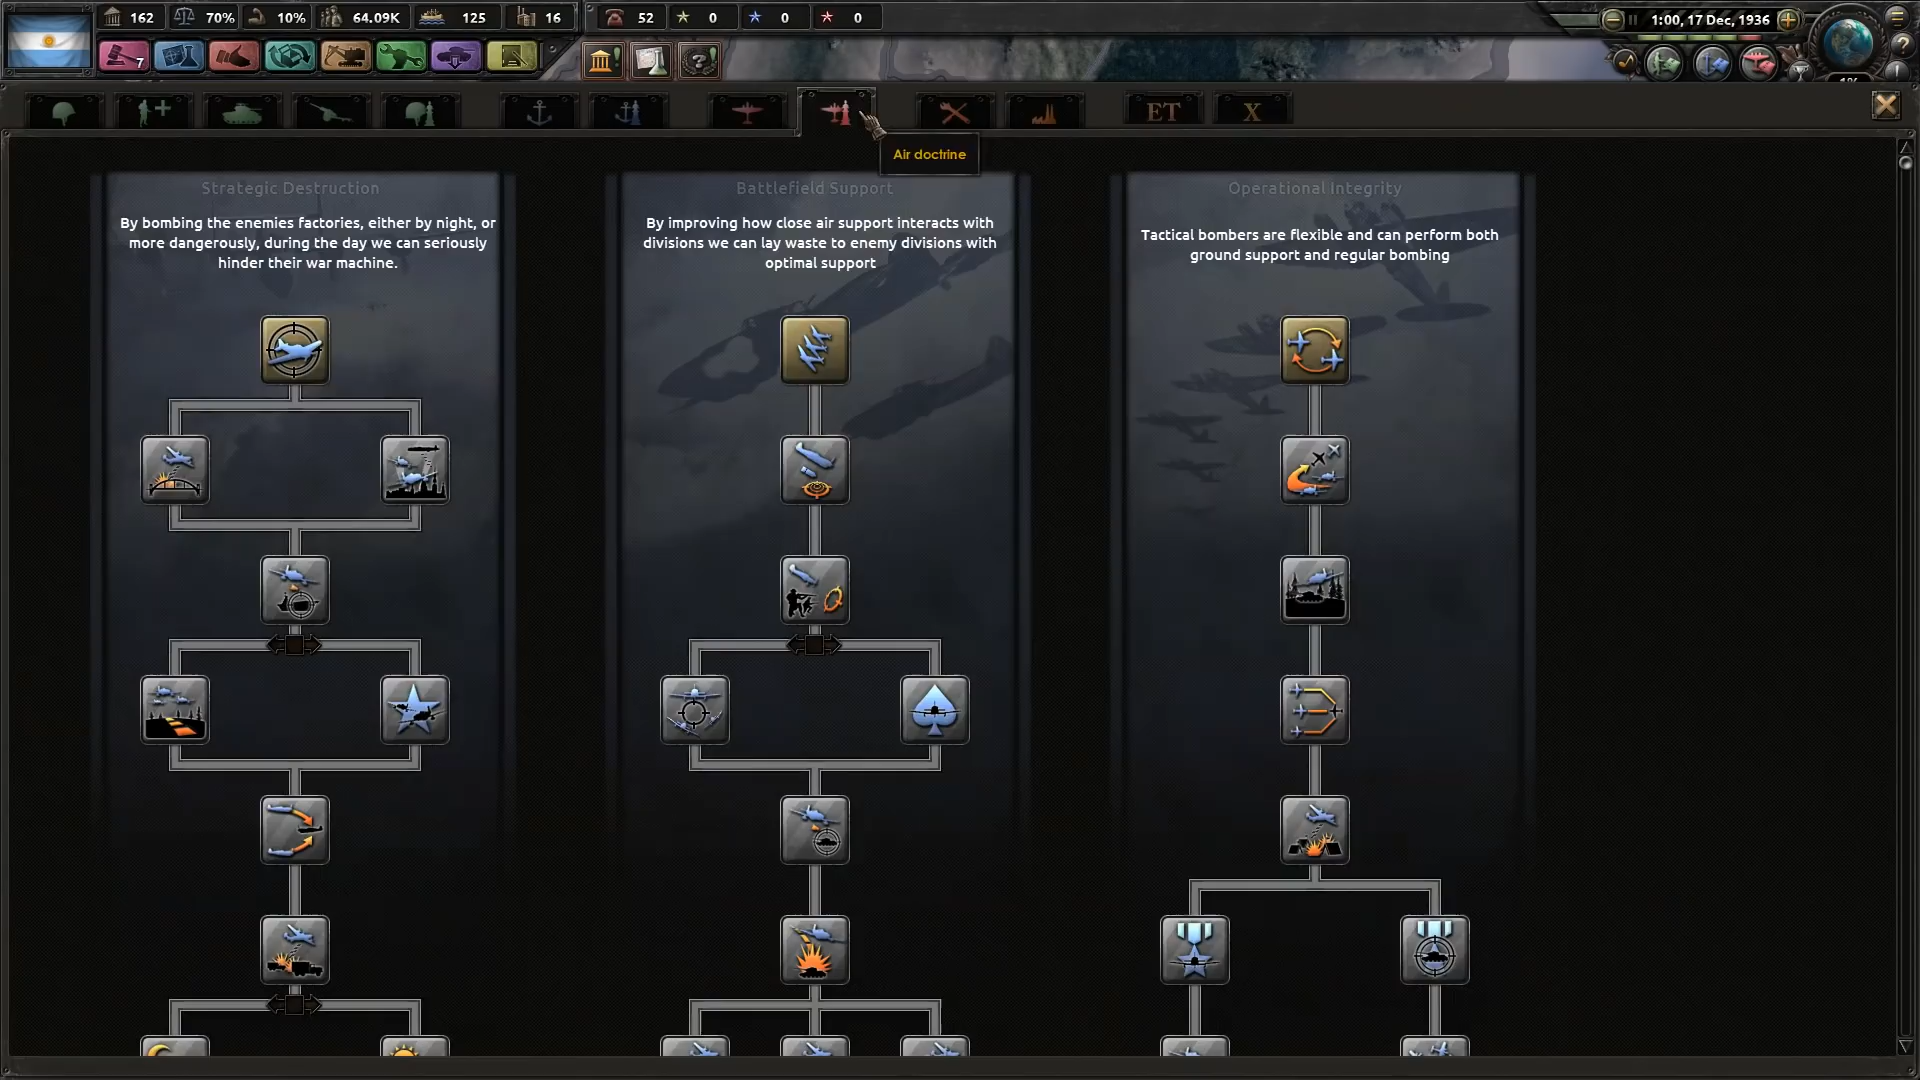 162
70%
10%
64.09K
125
16
52
0
0
0
1:00, 17 Dec, 1936
7
ET
X
Air doctrine
Strategic Destruction
By bombing the enemies factories, either by night, or
more dangerously, during the day we can seriously
hinder their war machine.
Battlefield Support
By improving how close air support interacts with
divisions we can lay waste to enemy divisions with
optimal support
Operational Integrity
Tactical bombers are flexible and can perform both
ground support and regular bombing